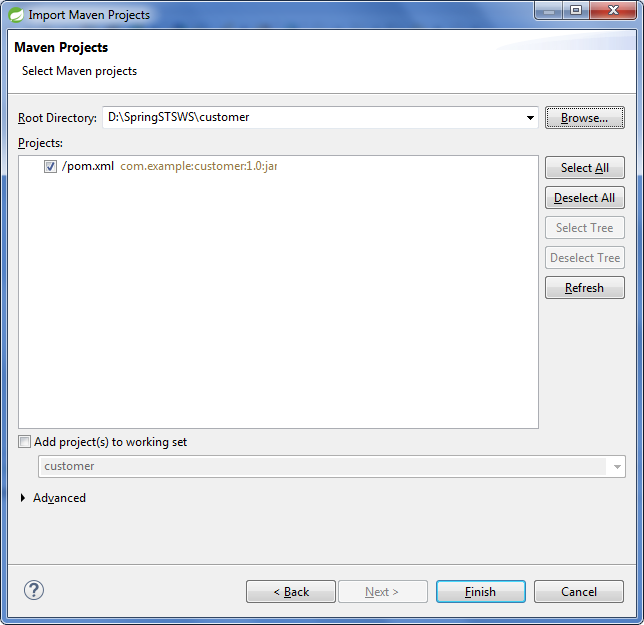 Import Maven Projects
Maven Projects
Select Maven projects
Root Directory: D:\SpringSTSWS\customer Browse...
Projects:
/pom.xml com.example:customer:1.0:jar
Select All
Deselect All
Select Tree
Deselect Tree
Refresh
Add project(s) to working set
customer
Advanced
? < Back Next > Finish Cancel